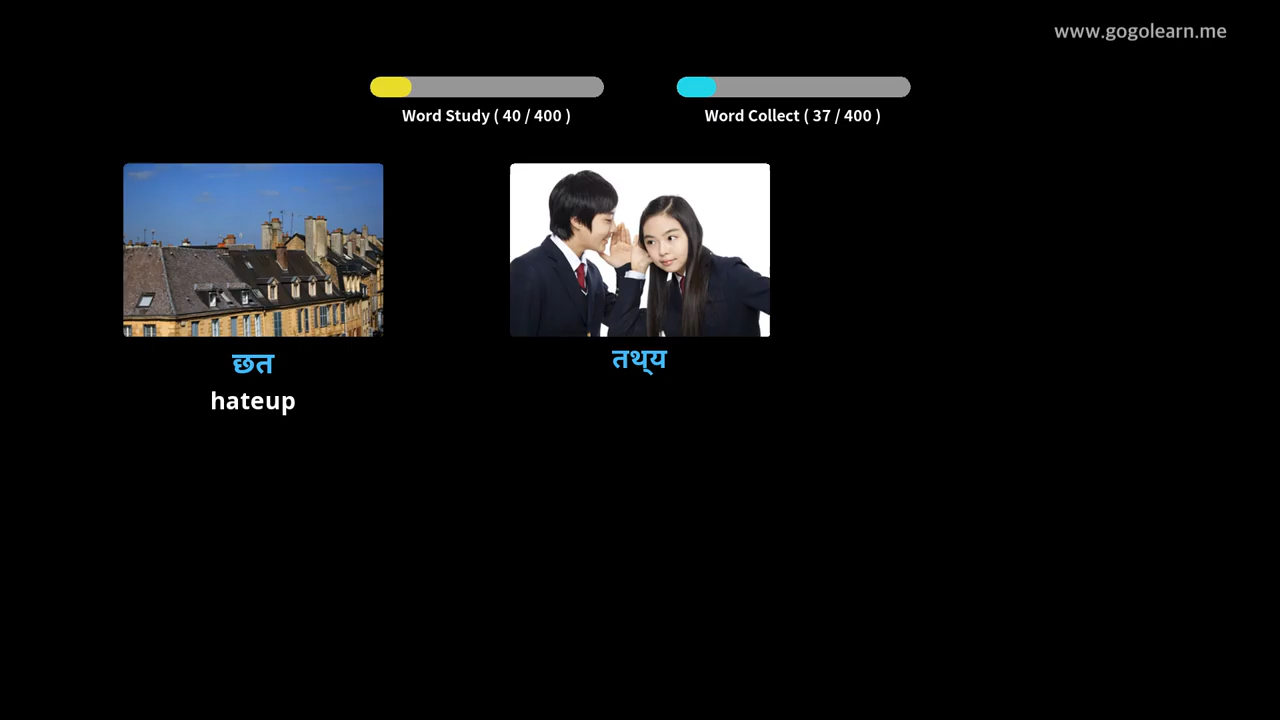 www.gogolearn.me
Word Study ( 40 / 400 )
Word Collect ( 37 / 400 )
छत
hateup
तथ्य